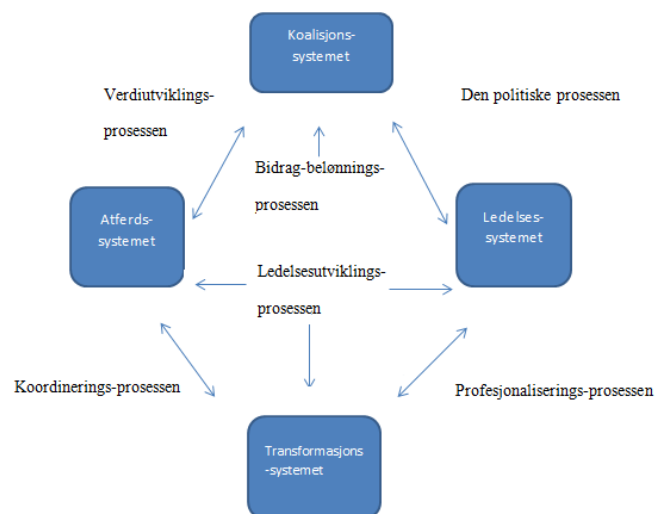 Koalisjons-
systemet
Verdiutviklings-
prosessen
Den politiske prosessen
Bidrag-belønnings-
prosessen
Atferds-
systemet
Ledelses-
systemet
Ledelsesutviklings-
prosessen
Koordinerings-prosessen
Profesjonaliserings-prosessen
Transformasjons
-systemet